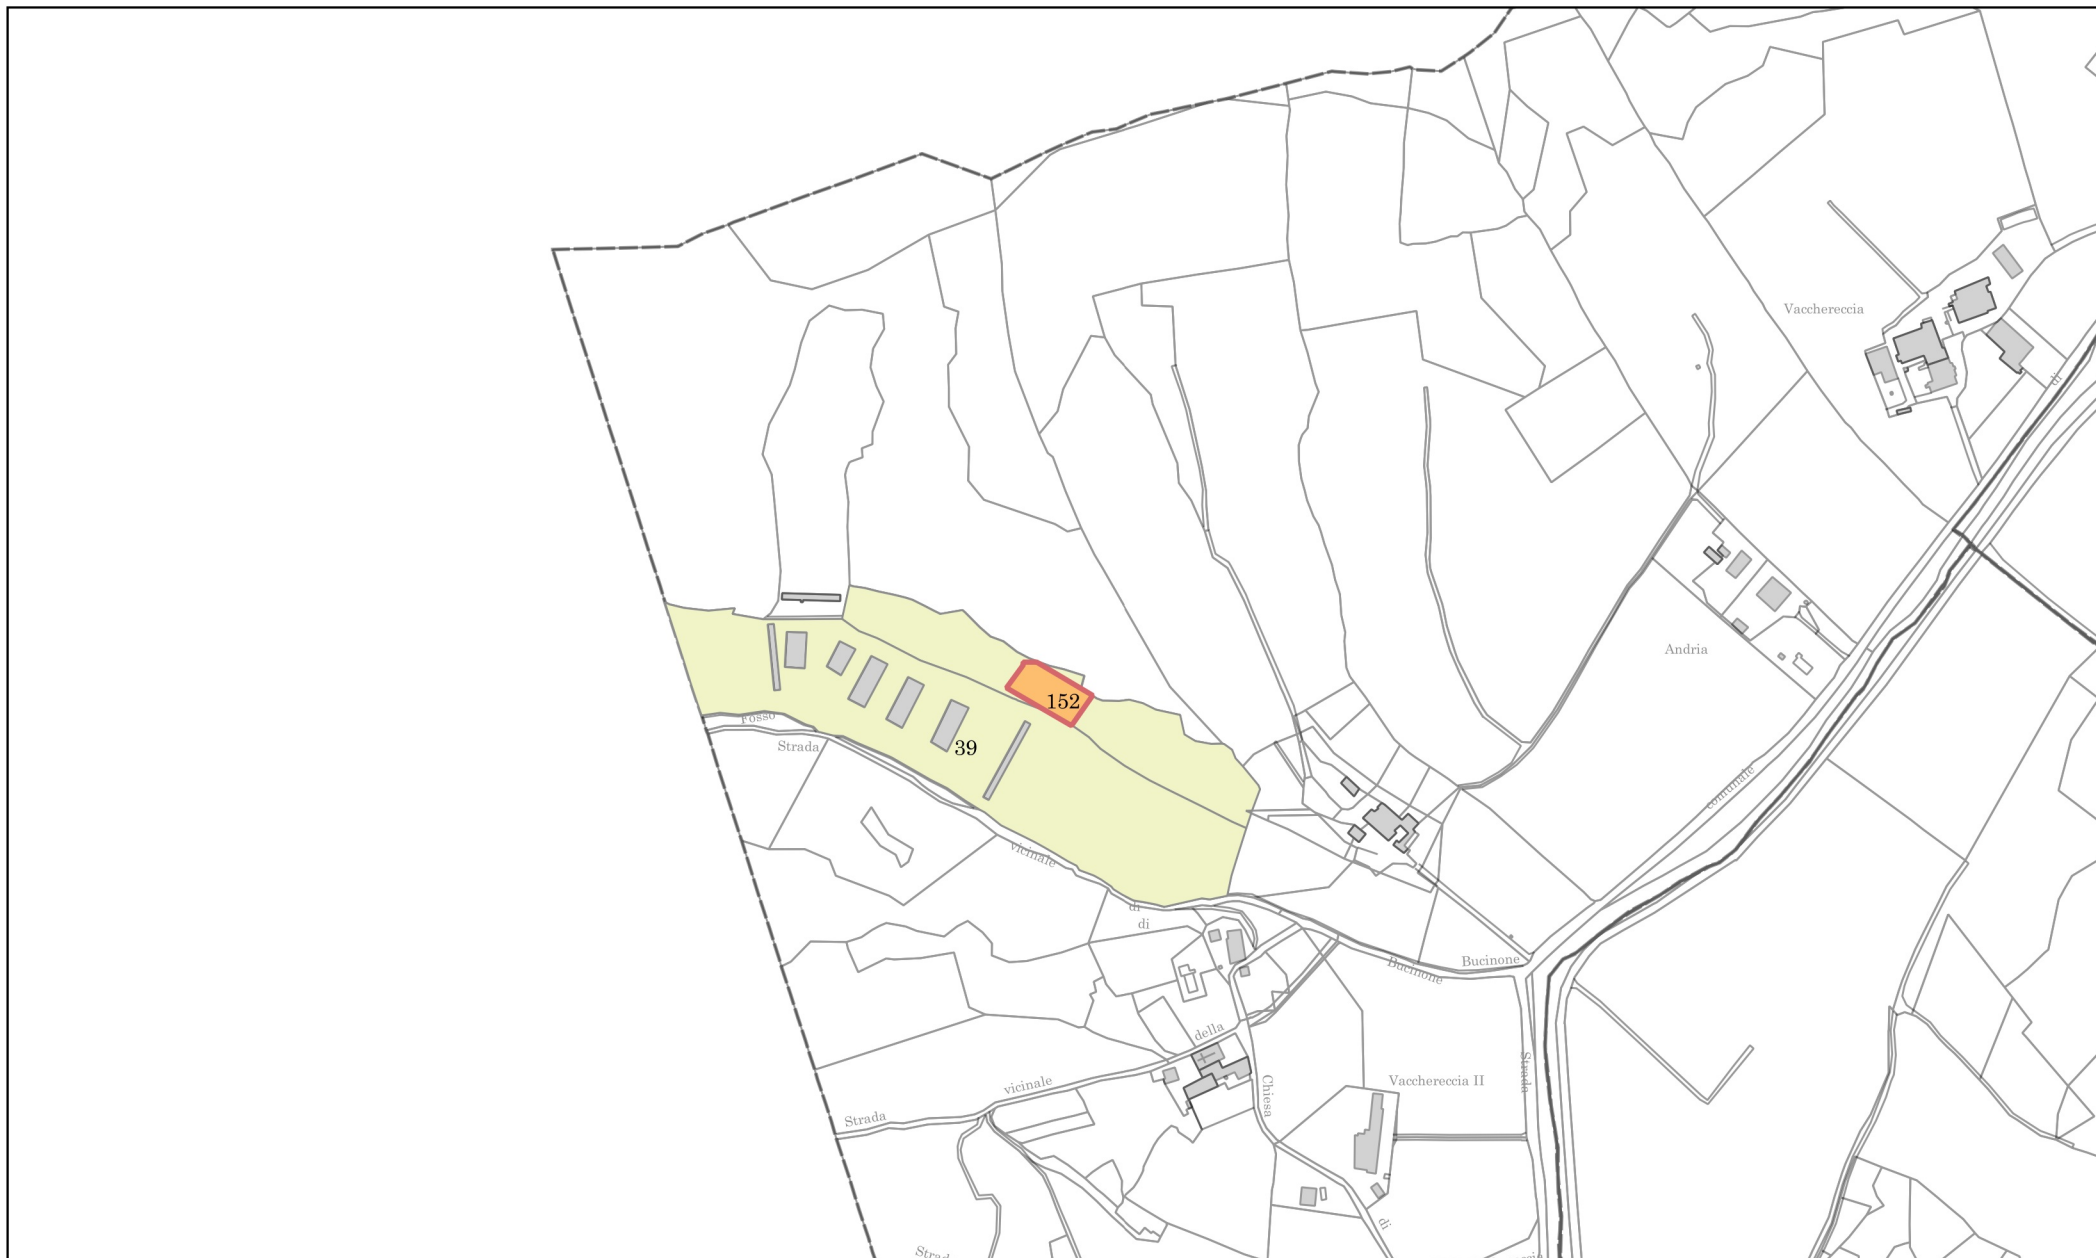 Vacchereccia
di
Andria
152
Fosso
Strada
39
comunale
vicinale
di
di
Bucinone
Bucinone
della
Strada
vicinale
Chiesa
Vacchereccia II
Strada
di